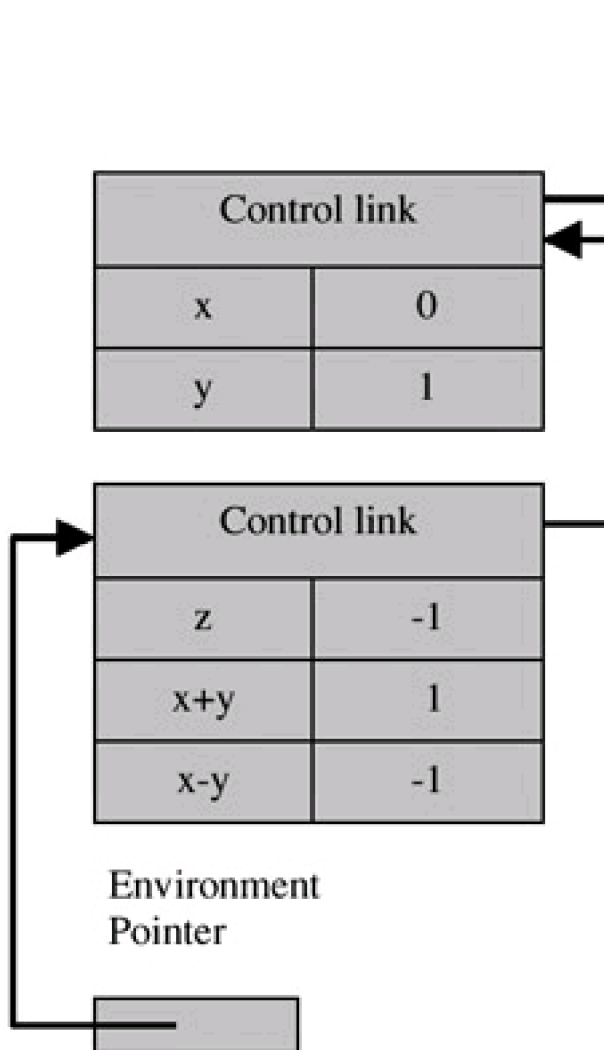 Control link
x 0
y 1
Control link
z -1
x+y 1
x-y -1
Environment
Pointer